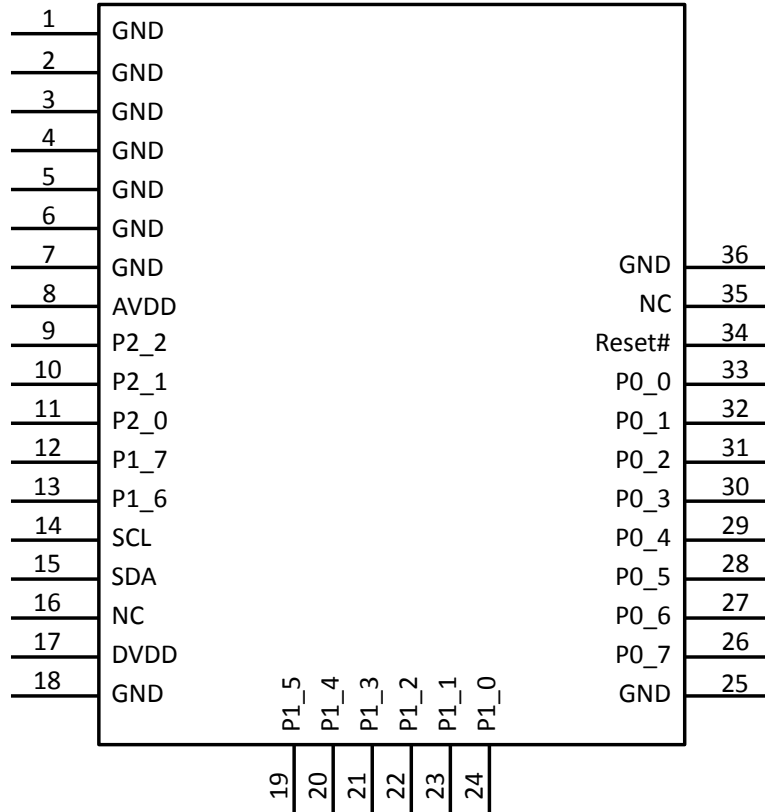 1 GND
2 GND
3 GND
4 GND
5 GND
6 GND
7 GND GND 36
8 AVDD NC 35
9 P2_2 Reset# 34
10 P2_1 P0_0 33
11 P2_0 P0_1 32
12 P1_7 P0_2 31
13 P1_6 P0_3 30
14 SCL P0_4 29
15 SDA P0_5 28
16 NC P0_6 27
17 DVDD P0_7 26
18 GND GND 25
P1_5 P1_4 P1_3 P1_2 P1_1 P1_0
19 20 21 22 23 24